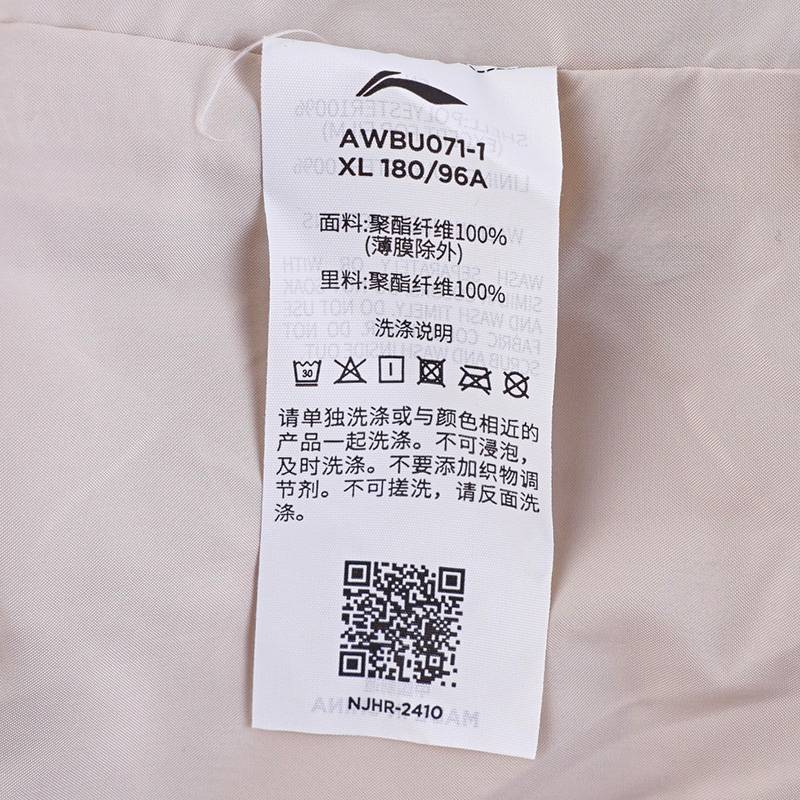 AWBU071-1
XL 180/96A
面料:聚酯纤维100%
(薄膜除外)
里料:聚酯纤维100%
洗涤说明
30
请单独洗涤或与颜色相近的
产品一起洗涤。不可浸泡,
及时洗涤。不要添加织物调
节剂。不可搓洗,请反面洗
涤。
NJHR-2410